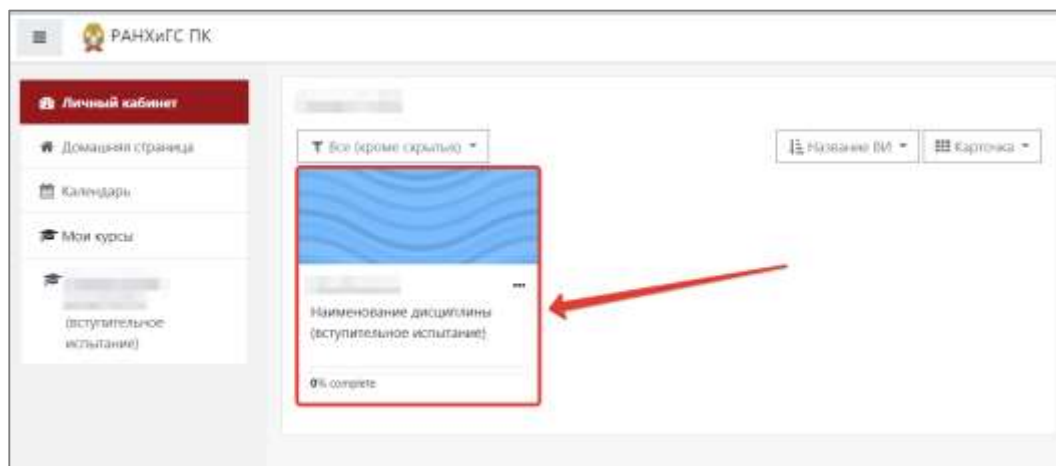 РАНХиГС ПК
Личный кабинет
Домашняя страница
Календарь
Мои курсы
(вступительное
испытание)
Все (кроме скрытых)
Название ВИ
Карточка
Наименование дисциплины
(вступительное испытание)
0% complete